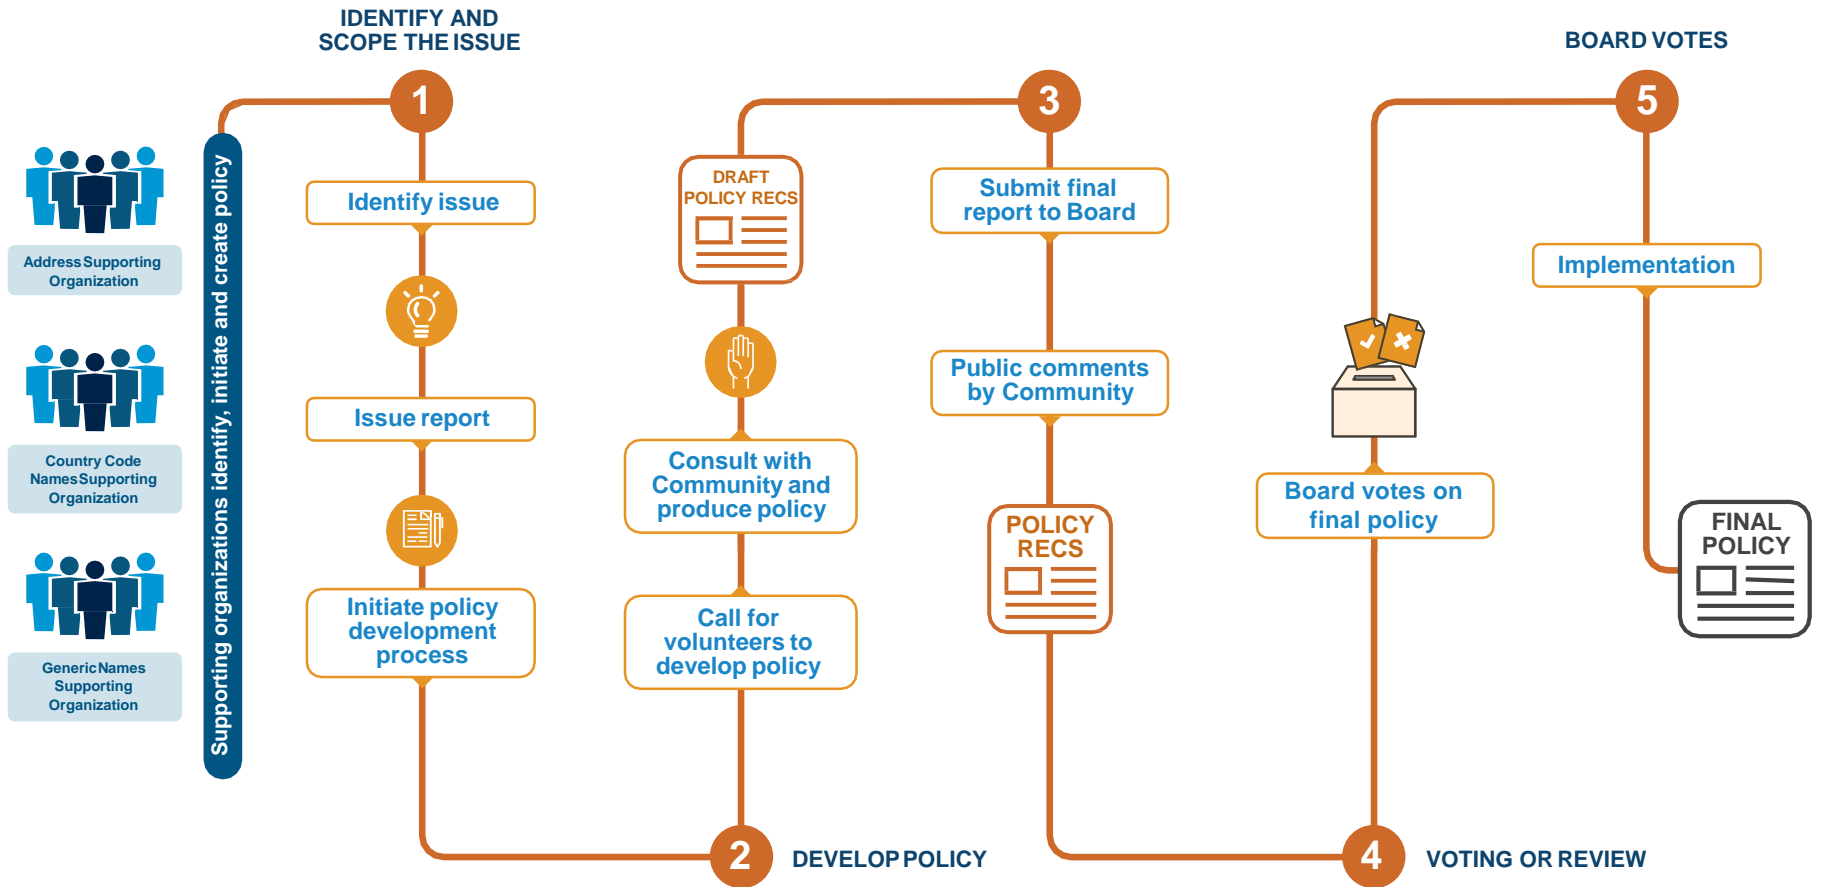 Address Supporting
Organization
Country Code
Names Supporting
Organization
Generic Names
Supporting
Organization
Supporting organizations identify, initiate and create policy
IDENTIFY AND
SCOPE THE ISSUE
1
Identify issue
Issue report
Initiate policy
development
process
2
DEVELOP POLICY
Call for
volunteers to
develop policy
Consult with
Community and
produce policy
DRAFT
POLICY RECS
3
Submit final
report to Board
Public comments
by Community
POLICY
RECS
4
VOTING OR REVIEW
Board votes on
final policy
BOARD VOTES
5
Implementation
FINAL
POLICY